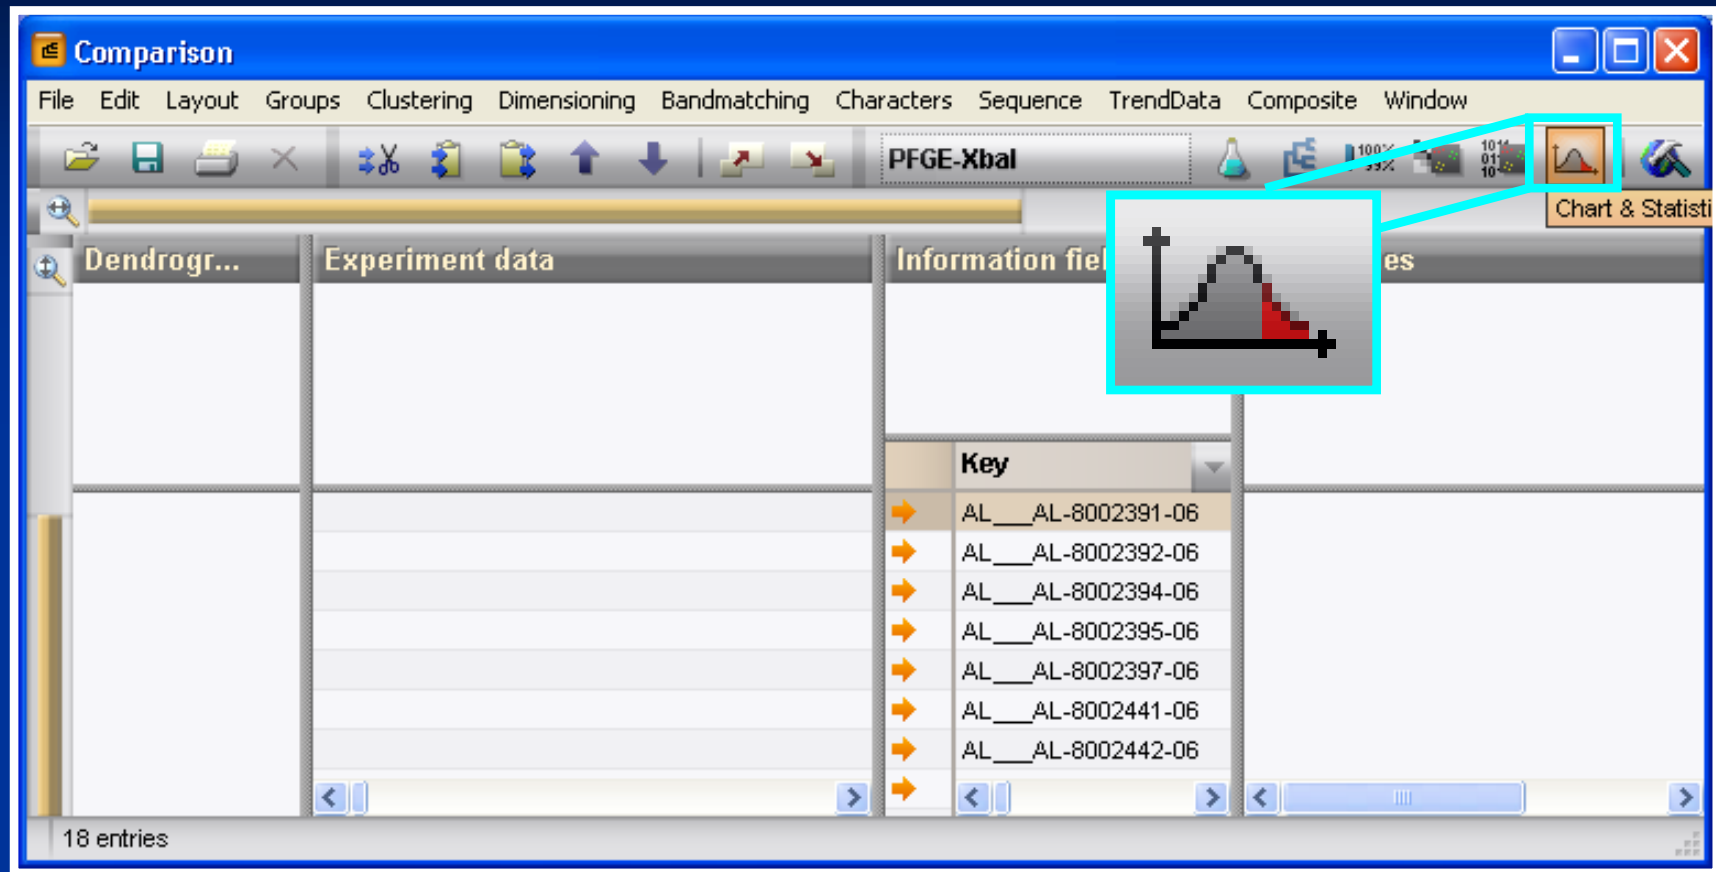 Comparison
File Edit Layout Groups Clustering Dimensioning Bandmatching Characters Sequence TrendData Composite Window
PFGE-XbaI
Chart & Statisti
Dendrogr... Experiment data Information fiel es
Key
AL___AL-8002391-06
AL___AL-8002392-06
AL___AL-8002394-06
AL___AL-8002395-06
AL___AL-8002397-06
AL___AL-8002441-06
AL___AL-8002442-06
18 entries